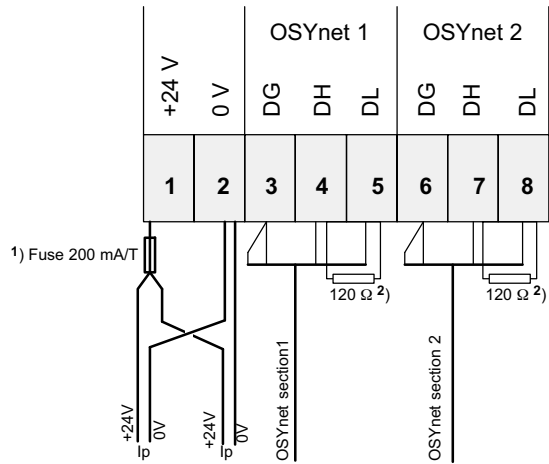 OSYnet 1 OSYnet 2
+24 V 0 V DG DH DL DG DH DL
1 2 3 4 5 6 7 8
1) Fuse 200 mA/T
120 Ω 2) 120 Ω 2)
OSYnet section1
OSYnet section 2
+24V 0V +24V 0V
Ip Ip